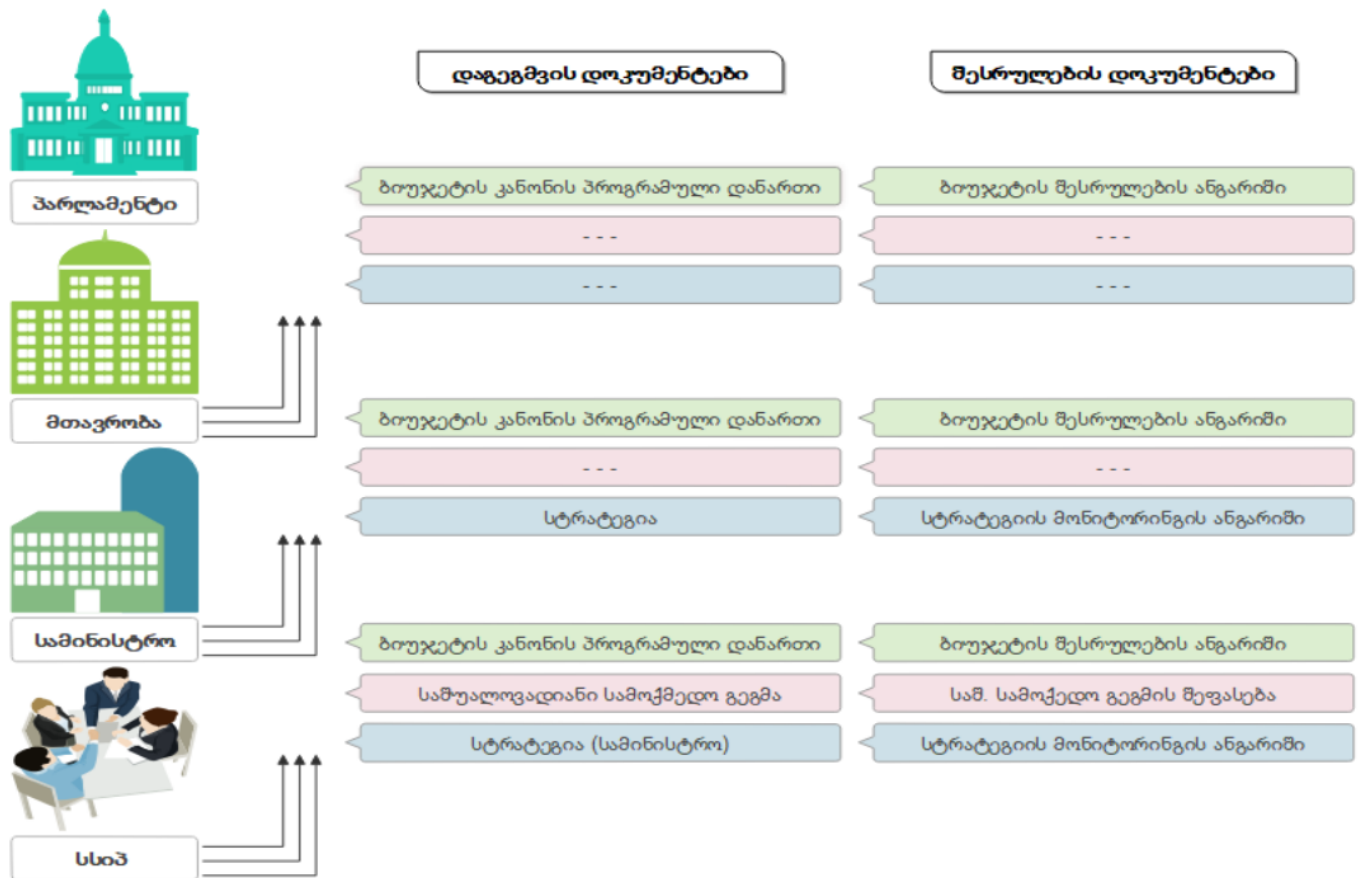 დაგეგმვის დოკუმენტები
შესრულების დოკუმენტები
პარლამენტი
ბიუჯეტის კანონის პროგრამული დანართი
ბიუჯეტის შესრულების ანგარიში
- - -
- - -
- - -
- - -
მთავრობა
ბიუჯეტის კანონის პროგრამული დანართი
ბიუჯეტის შესრულების ანგარიში
- - -
- - -
სტრატეგია
სტრატეგიის მონიტორინგის ანგარიში
სამინისტრო
ბიუჯეტის კანონის პროგრამული დანართი
ბიუჯეტის შესრულების ანგარიში
საშუალოვადიანი სამოქმედო გეგმა
საშ. სამოქედო გეგმის შეფასება
სტრატეგია (სამინისტრო)
სტრატეგიის მონიტორინგის ანგარიში
სსიპ